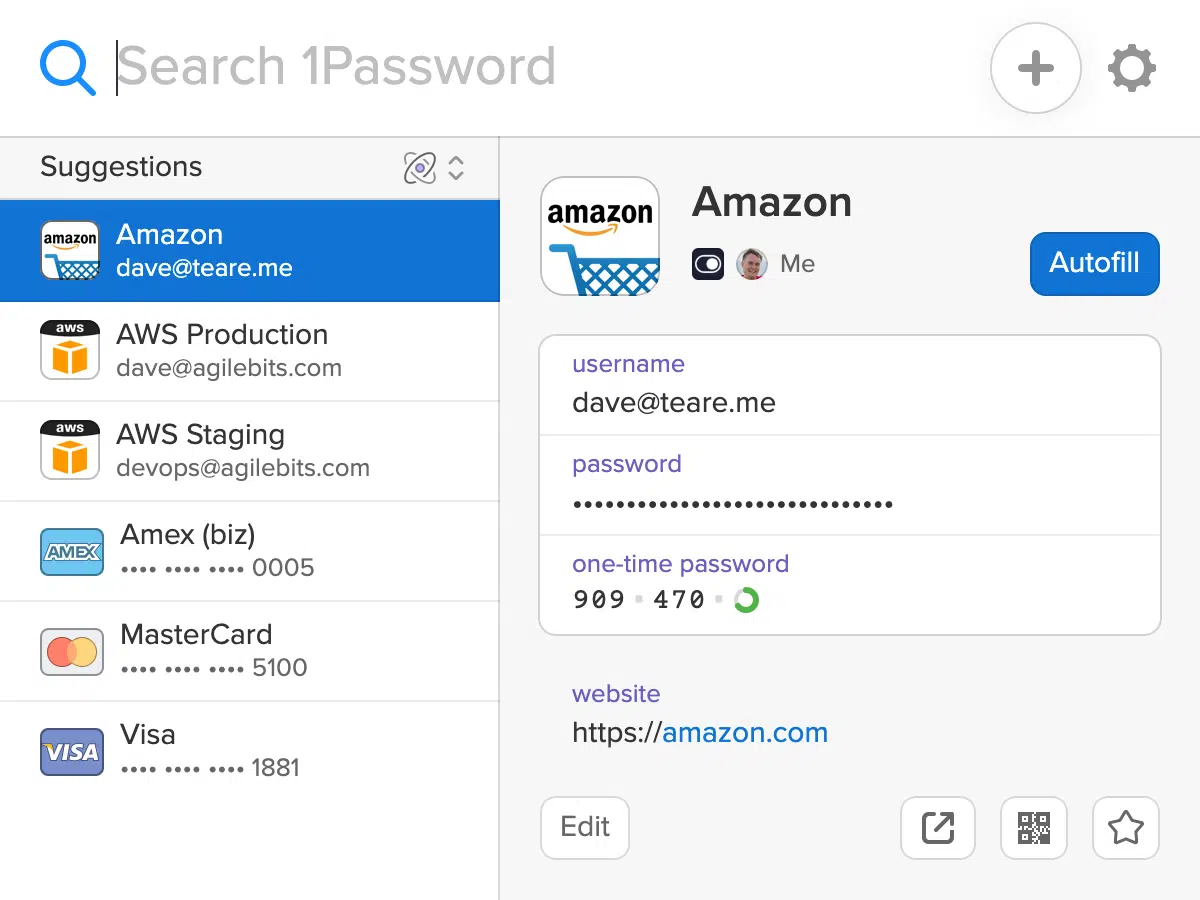 Search 1Password
Suggestions
amazon
Amazon
dave@teare.me
aws
AWS Production
dave@agilebits.com
aws
AWS Staging
devops@agilebits.com
AMEX
Amex (biz)
•••• •••• •••• 0005
MasterCard
•••• •••• •••• 5100
VISA
Visa
•••• •••• •••• 1881
amazon
Amazon
Me
Autofill
username
dave@teare.me
password
••••••••••••••••••••••••••••••
one-time password
909 • 470 •
website
https://amazon.com
Edit